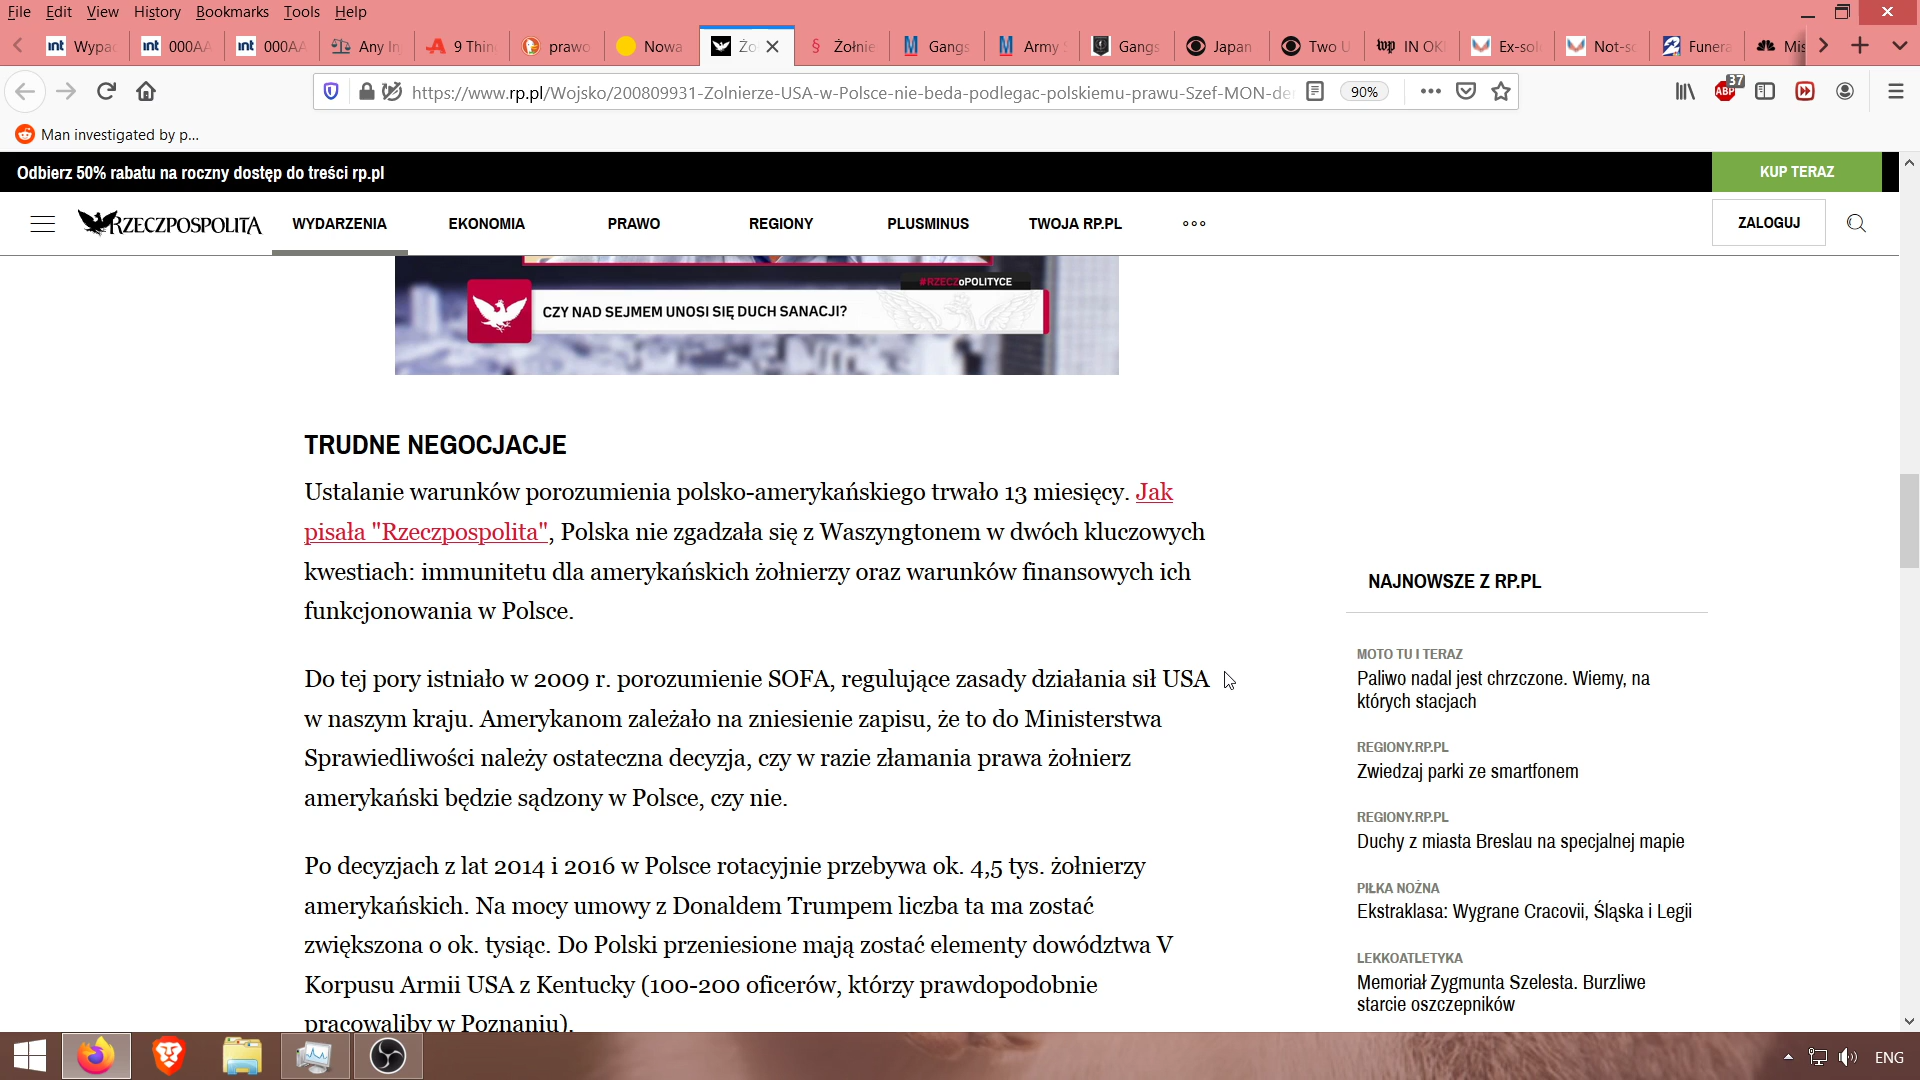 File Edit View History Bookmarks Tools Help
Wypa 000AA 000AA Any In 9 Thin prawo Nowa Żo Żołnie Gangs Army Gangs Japan Two U IN OK Ex-sol Not-so Funera Mis
https://www.rp.pl/Wojsko/200809931-Zolnierze-USA-w-Polsce-nie-beda-podlegac-polskiemu-prawu-Szef-MON-de 90% ABP 37
Man investigated by p...
Odbierz 50% rabatu na roczny dostęp do treści rp.pl KUP TERAZ
RZECZPOSPOLITA WYDARZENIA EKONOMIA PRAWO REGIONY PLUSMINUS TWOJA RP.PL ZALOGUJ
#RZECZoPOLITYCE
CZY NAD SEJMEM UNOSI SIĘ DUCH SANACJI?
TRUDNE NEGOCJACJE
Ustalanie warunków porozumienia polsko-amerykańskiego trwało 13 miesięcy. Jak
pisała "Rzeczpospolita", Polska nie zgadzała się z Waszyngtonem w dwóch kluczowych
kwestiach: immunitetu dla amerykańskich żołnierzy oraz warunków finansowych ich
funkcjonowania w Polsce.
Do tej pory istniało w 2009 r. porozumienie SOFA, regulujące zasady działania sił USA
w naszym kraju. Amerykanom zależało na zniesienie zapisu, że to do Ministerstwa
Sprawiedliwości należy ostateczna decyzja, czy w razie złamania prawa żołnierz
amerykański będzie sądzony w Polsce, czy nie.
Po decyzjach z lat 2014 i 2016 w Polsce rotacyjnie przebywa ok. 4,5 tys. żołnierzy
amerykańskich. Na mocy umowy z Donaldem Trumpem liczba ta ma zostać
zwiększona o ok. tysiąc. Do Polski przeniesione mają zostać elementy dowództwa V
Korpusu Armii USA z Kentucky (100-200 oficerów, którzy prawdopodobnie
pracowaliby w Poznaniu).
NAJNOWSZE Z RP.PL
MOTO TU I TERAZ
Paliwo nadal jest chrzczone. Wiemy, na
których stacjach
REGIONY.RP.PL
Zwiedzaj parki ze smartfonem
REGIONY.RP.PL
Duchy z miasta Breslau na specjalnej mapie
PIŁKA NOŻNA
Ekstraklasa: Wygrane Cracovii, Śląska i Legii
LEKKOATLETYKA
Memoriał Zygmunta Szelesta. Burzliwe
starcie oszczepników
ENG